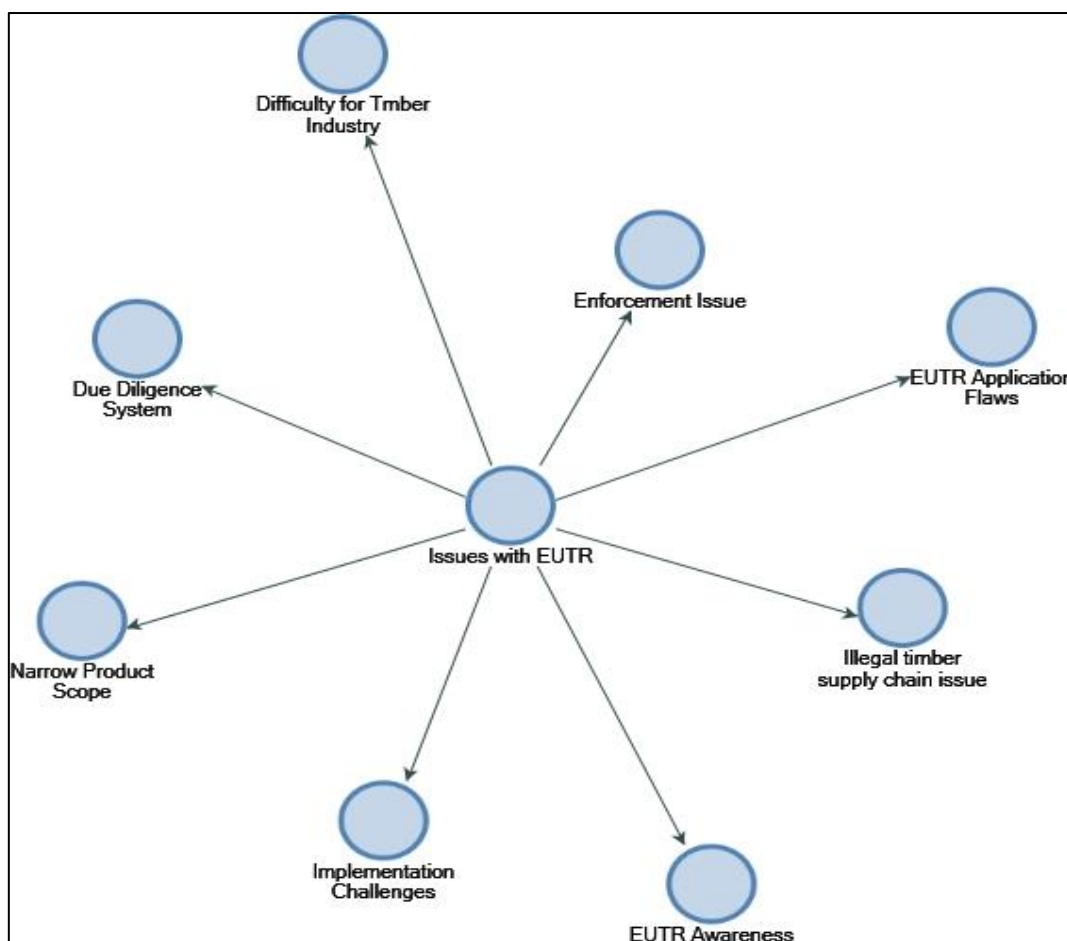 Difficulty for Tmber
Industry
Enforcement Issue
EUTR Application
Flaws
Due Diligence
System
Issues with EUTR
Illegal timber
supply chain issue
Narrow Product
Scope
Implementation
Challenges
EUTR Awareness